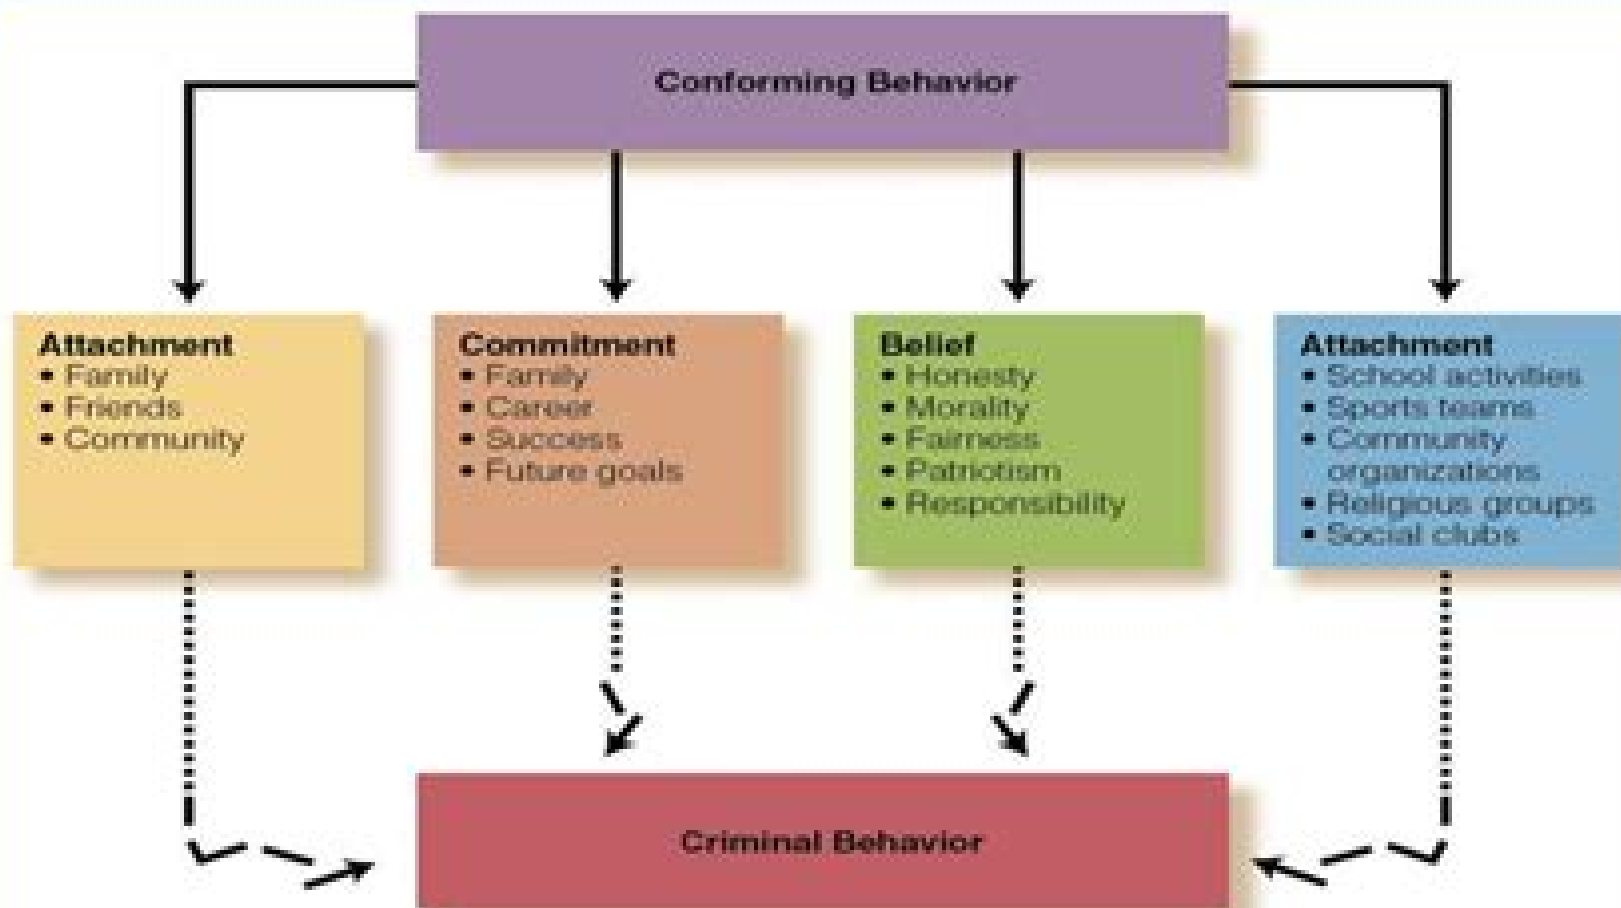 Conforming Behavior
Attachment
• Family
• Friends
• Community
Commitment
• Family
• Career
• Success
• Future goals
Belief
• Honesty
• Morality
• Fairness
• Patriotism
• Responsibility
Attachment
• School activities
• Sports teams
• Community
organizations
• Religious groups
• Social clubs
Criminal Behavior